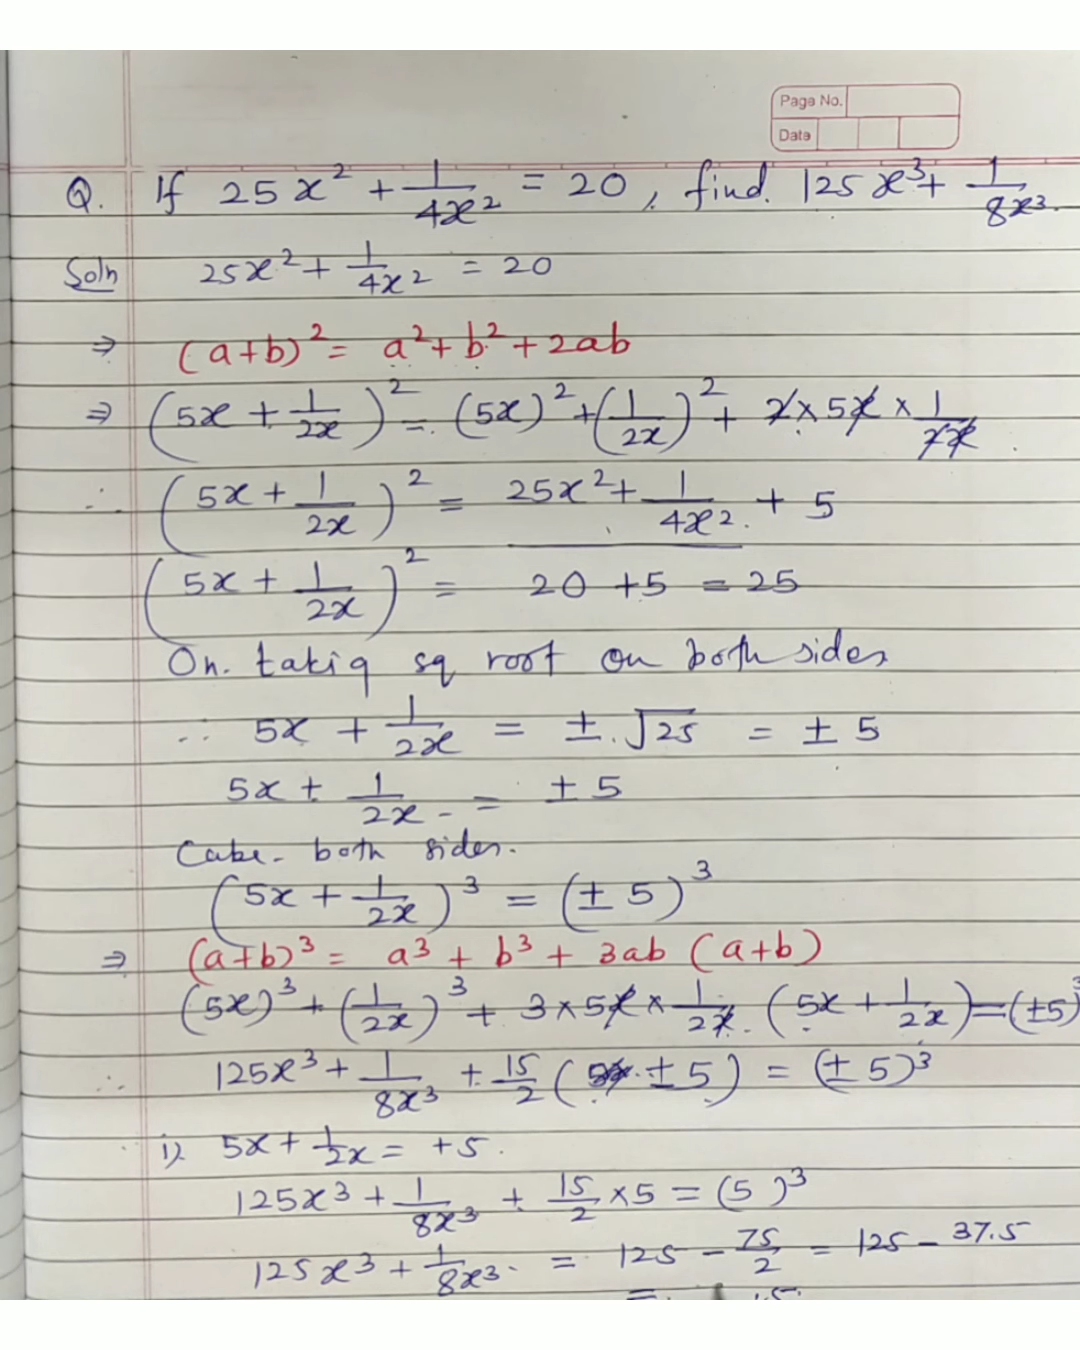 Page No.
Date
Q. If 25x² + 1/4x² = 20, find. 125x³ + 1/8x³.
Soln 25x² + 1/4x² = 20
⇒ (a+b)² = a² + b² + 2ab
⇒ (5x + 1/2x)² = (5x)² + (1/2x)² + 2 × 5x × 1/2x
∴ (5x + 1/2x)² = 25x² + 1/4x² + 5
(5x + 1/2x)² = 20 + 5 = 25
On. takig sq root on both sides
∴ 5x + 1/2x = ± √25 = ± 5
5x + 1/2x = ± 5
Cube both sides.
(5x + 1/2x)³ = (± 5)³
⇒ (a+b)³ = a³ + b³ + 3ab (a+b)
(5x)³ + (1/2x)³ + 3 × 5x × 1/2x (5x + 1/2x) = (±5)³
∴ 125x³ + 1/8x³ + 15/2 (± 5) = (± 5)³
i) 5x + 1/2x = +5.
125x³ + 1/8x³ + 15/2 × 5 = (5)³
125x³ + 1/8x³ = 125 - 75/2 = 125 - 37.5